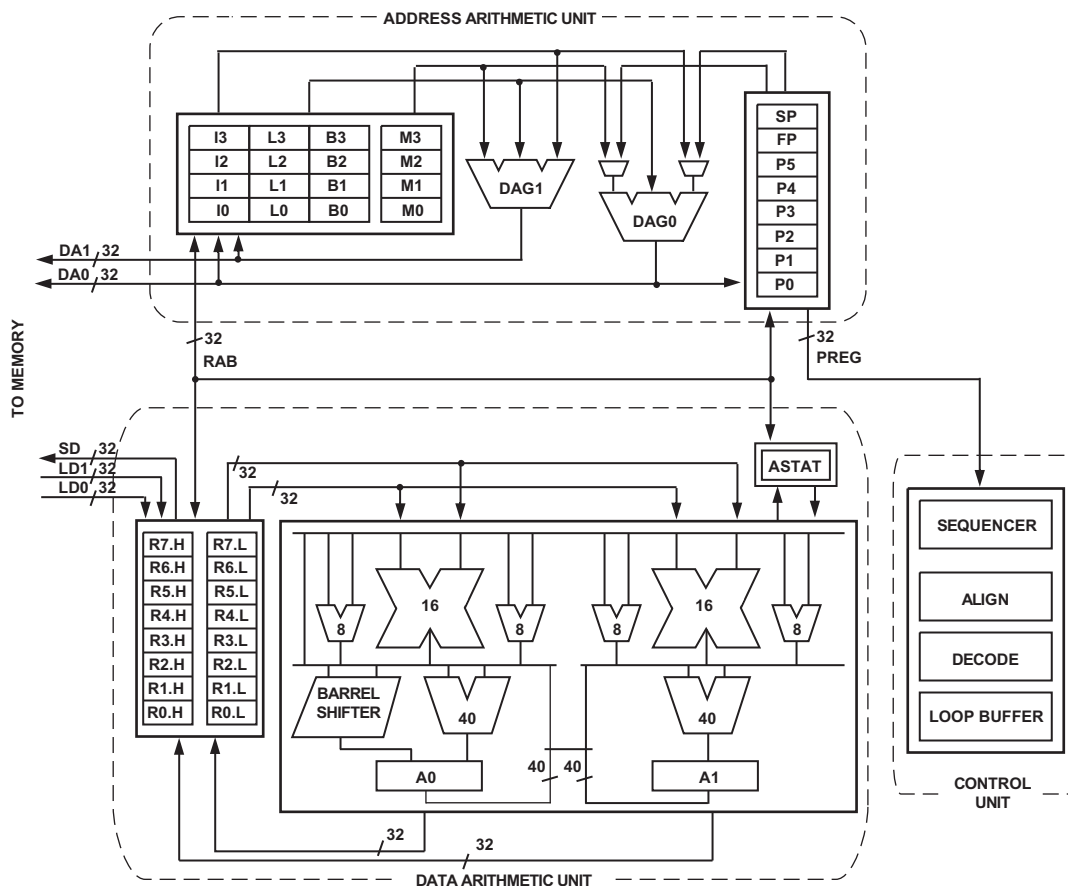 ADDRESS ARITHMETIC UNIT
I3 L3 B3 M3
I2 L2 B2 M2
I1 L1 B1 M1
I0 L0 B0 M0
DAG1
DAG0
SP
FP
P5
P4
P3
P2
P1
P0
DA1 32
DA0 32
TO MEMORY
32
RAB
32
PREG
SD 32
LD1 32
LD0 32
32
32
ASTAT
R7.H R7.L
R6.H R6.L
R5.H R5.L
R4.H R4.L
R3.H R3.L
R2.H R2.L
R1.H R1.L
R0.H R0.L
16
8
8
8
16
8
BARREL
SHIFTER
40
40
A0
40
40
A1
32
32
DATA ARITHMETIC UNIT
SEQUENCER
ALIGN
DECODE
LOOP BUFFER
CONTROL
UNIT